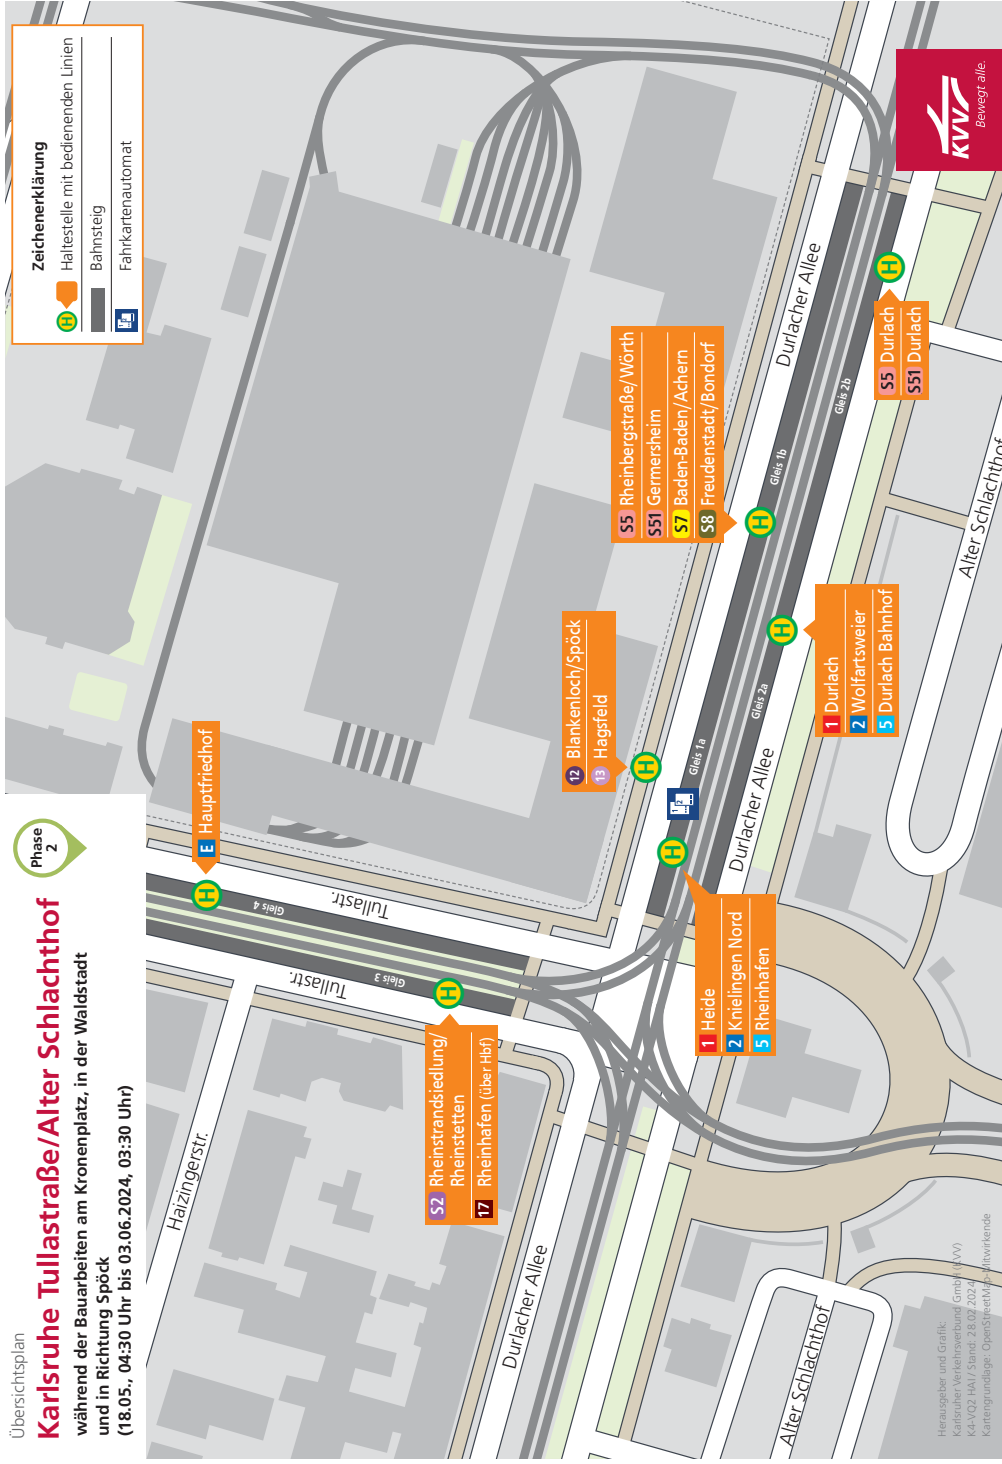 Übersichtsplan
Karlsruhe Tullastraße/Alter Schlachthof
während der Bauarbeiten am Kronenplatz, in der Waldstadt
und in Richtung Spöck
(18.05., 04:30 Uhr bis 03.06.2024, 03:30 Uhr)
Phase
2
Zeichenerklärung
H Haltestelle mit bedienenden Linien
Bahnsteig
Fahrkartenautomat
KVV
Bewegt alle.
E Hauptfriedhof
H
Gleis 4
Tullastr.
Gleis 3
Tullastr.
H
Haizingerstr.
S2 Rheinstrandsiedlung/
Rheinstetten
17 Rheinhafen (über Hbf)
Durlacher Allee
12 Blankenloch/Spöck
13 Hagsfeld
H
S5 Rheinbergstraße/Wörth
S51 Germersheim
S7 Baden-Baden/Achern
S8 Freudenstadt/Bondorf
H
Durlacher Allee
Gleis 1a
Gleis 1b
Gleis 2a
Gleis 2b
1 2
H
1 Heide
2 Knielingen Nord
5 Rheinhafen
Durlacher Allee
H
1 Durlach
2 Wolfartsweier
5 Durlach Bahnhof
H
S5 Durlach
S51 Durlach
Alter Schlachthof
Alter Schlachthof
Herausgeber und Grafik:
Karlsruher Verkehrsverbund GmbH (KVV)
K4-VQ2 HAI / Stand: 28.02.2024
Kartengrundlage: OpenStreetMap-Mitwirkende